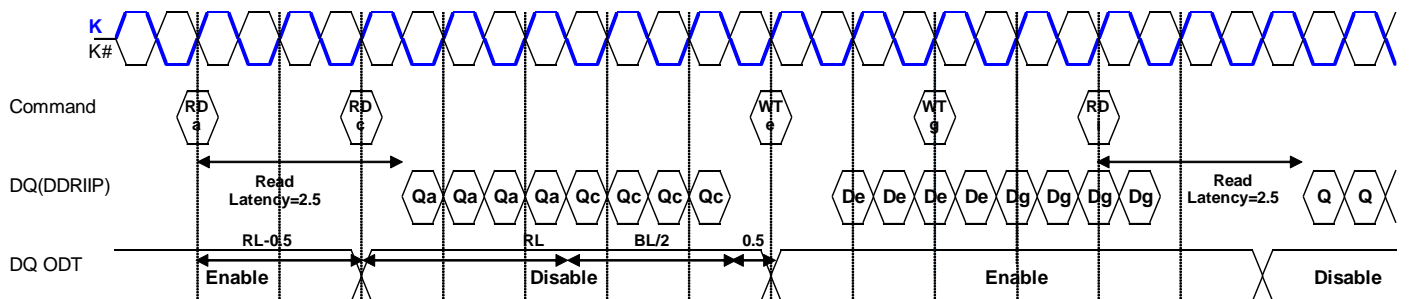 K
K#
Command
RD a
RD c
WT e
WT g
RD i
DQ(DDRIIP)
Read
Latency=2.5
Qa Qa Qa Qa Qc Qc Qc Qc
De De De De Dg Dg Dg Dg
Read
Latency=2.5
Q Q
DQ ODT
RL-0.5
RL
BL/2
0.5
Enable
Disable
Enable
Disable